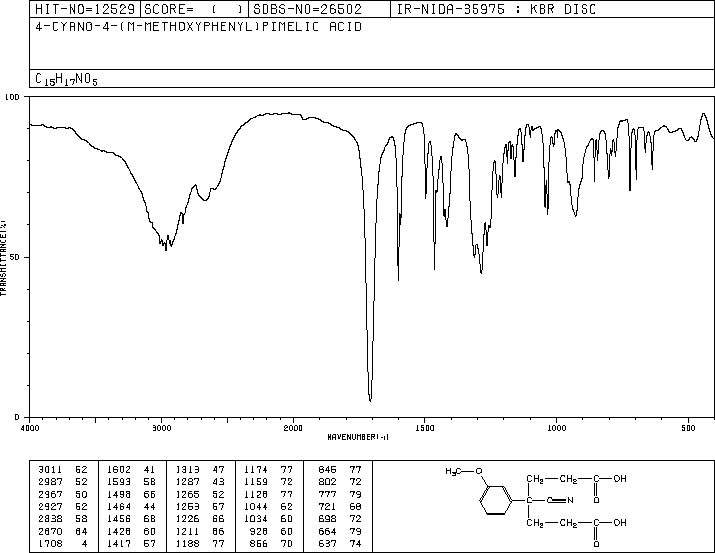 HIT-NO=12529 SCORE= ( ) SDBS-NO=26502 IR-NIDA-35975 : KBR DISC
4-CYANO-4-(M-METHOXYPHENYL)PIMELIC ACID
C15H17NO5
100
50
0
TRANSMITTANCE(%)
4000 3000 2000 1500 1000 500
WAVENUMBER(-1)
3011 52 1602 41 1313 47 1174 77 846 77
2987 52 1593 58 1287 43 1159 72 802 72
2967 50 1498 66 1265 52 1128 77 777 79
2927 52 1464 44 1253 57 1044 62 721 68
2838 58 1456 68 1226 66 1034 60 698 72
2670 64 1428 60 1211 66 928 60 664 79
1708 4 1417 57 1188 77 856 70 637 74
H3C O CH2 CH2 C OH
O
C N
CH2 CH2 C OH
O